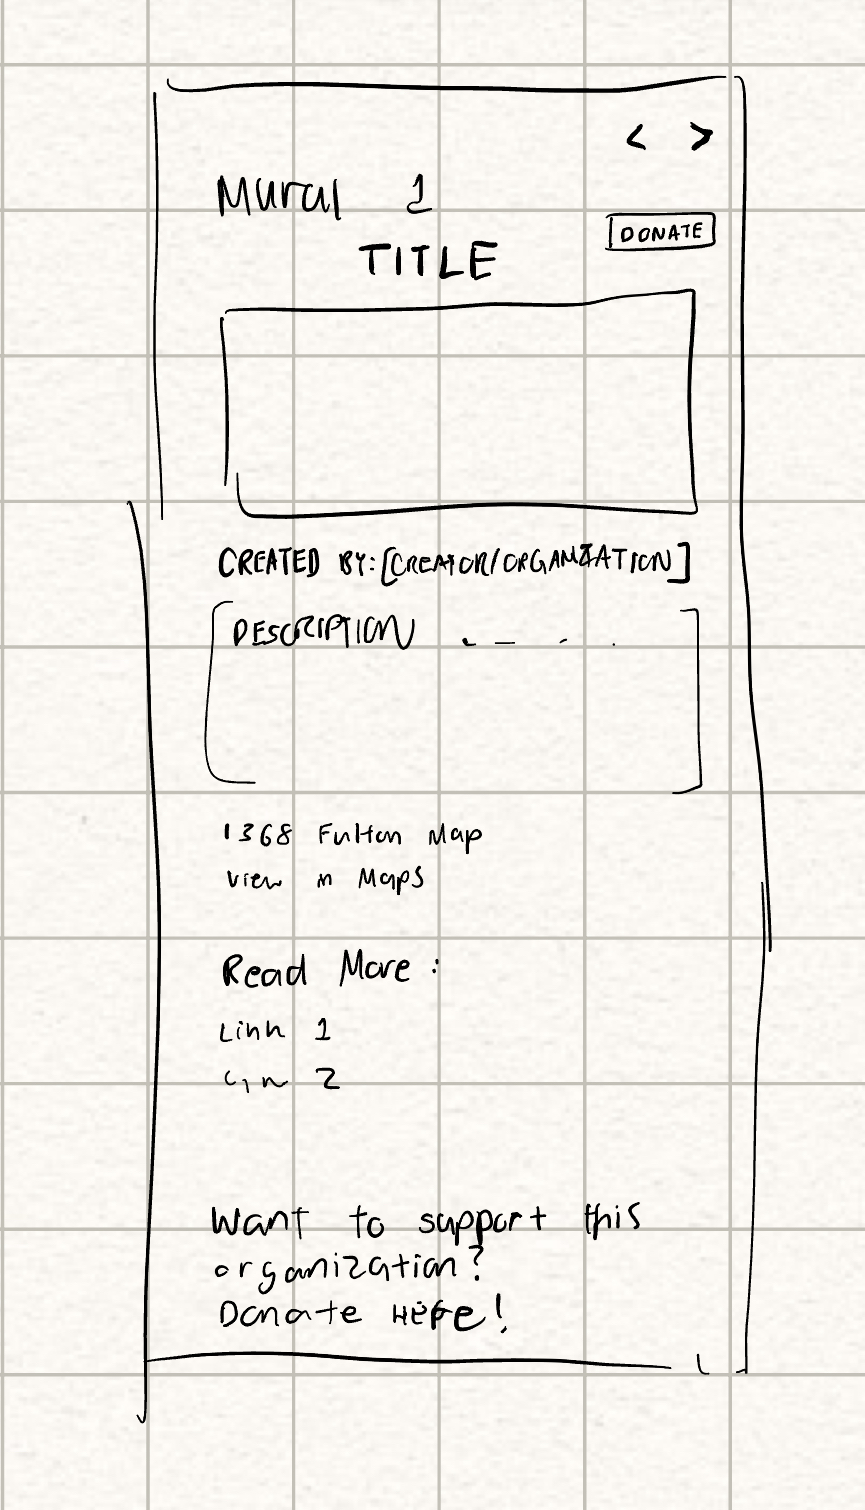 < >
Mural 1
DONATE
TITLE
CREATED BY: [CREATOR/ORGANIZATION]
DESCRIPTION
1368 Fulton Map
View in Maps
Read More:
Link 1
2
Want to support this
organization?
Donate HERe!